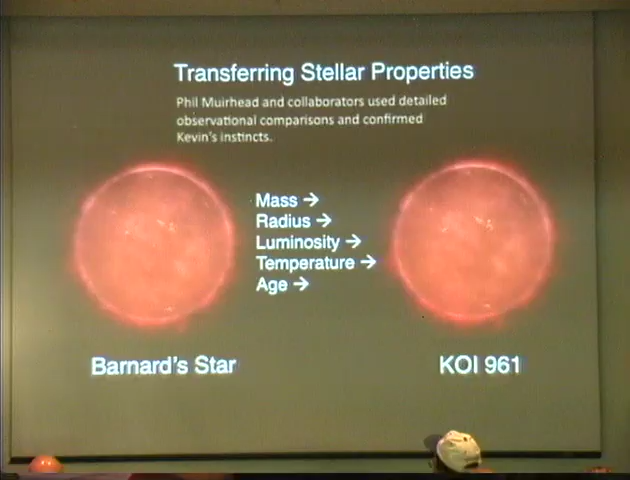 Transferring Stellar Properties
Phil Muirhead and collaborators used detailed
observational comparisons and confirmed
Kevin's instincts.
Mass →
Radius →
Luminosity →
Temperature →
Age →
Barnard's Star
KOI 961